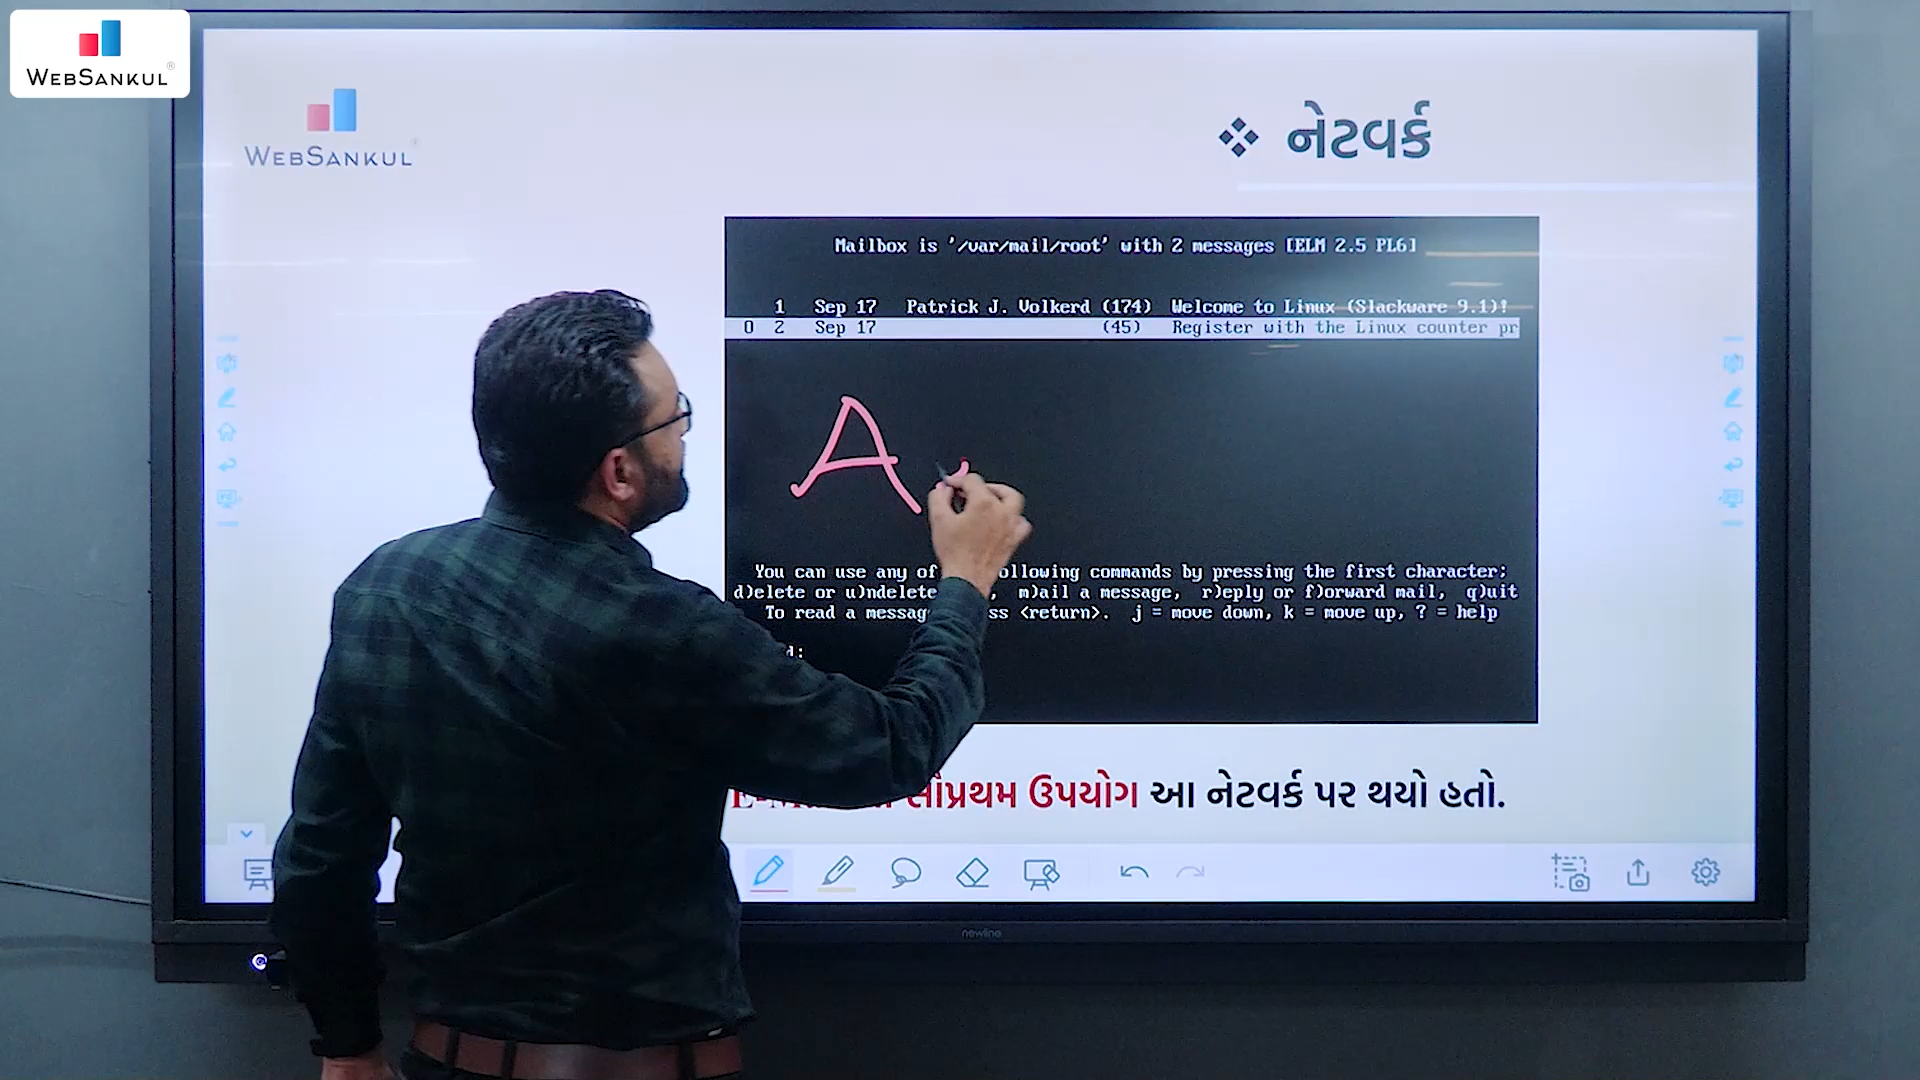 WEBSANKUL
WEBSANKUL
નેટવર્ક
Mailbox is '/var/mail/root' with 2 messages [ELM 2.5 PL6]
1 Sep 17 Patrick J. Volkerd (174) Welcome to Linux (Slackware 9.1)!
O 2 Sep 17 (45) Register with the Linux counter pr
A
You can use any of ollowing commands by pressing the first character;
d)elete or u)ndelete , m)ail a message, r)eply or f)orward mail, q)uit
To read a messag ss <return>. j = move down, k = move up, ? = help
d:
સૌપ્રથમ ઉપયોગ આ નેટવર્ક પર થયો હતો.
newline